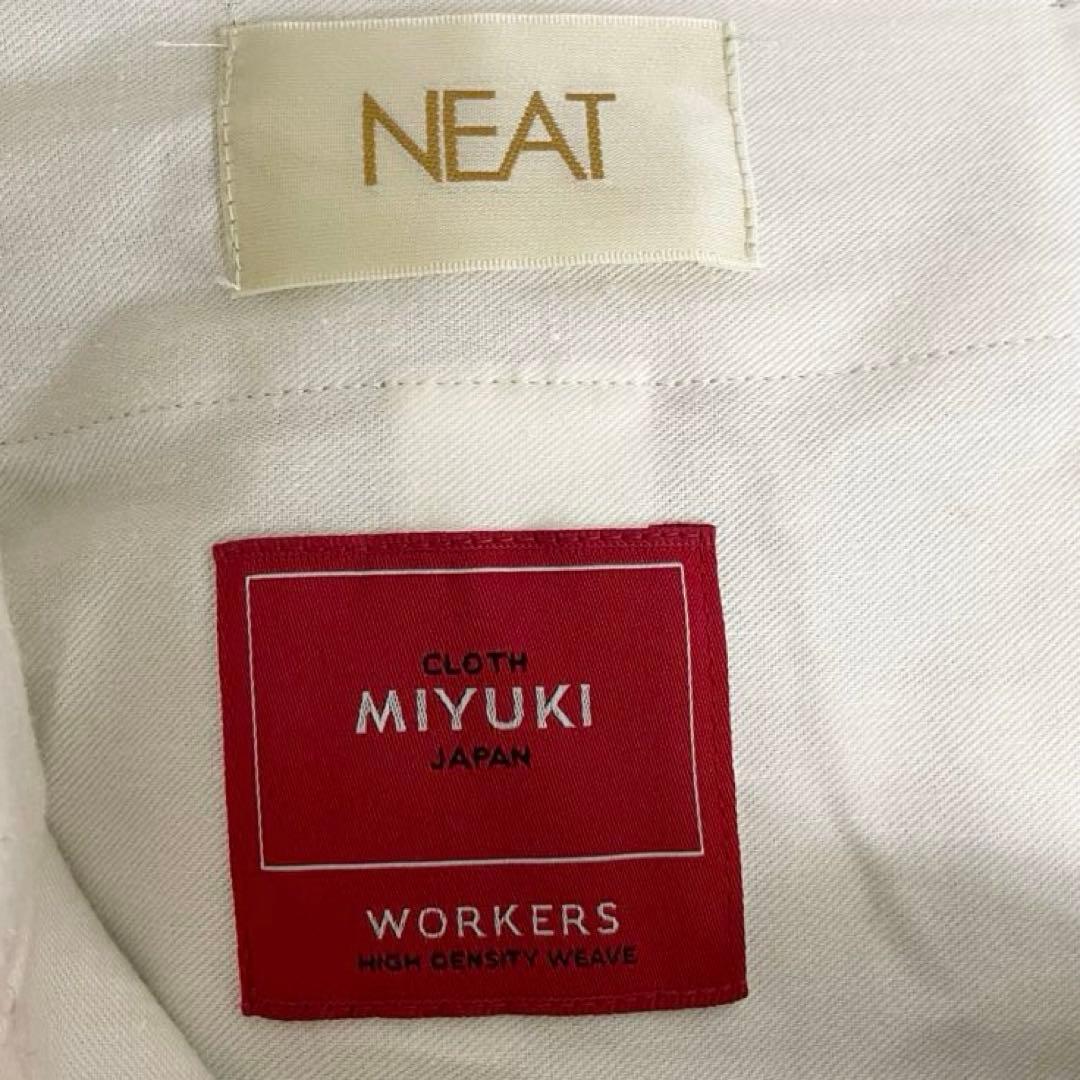 NEAT
CLOTH
MIYUKI
JAPAN
WORKERS
HIGH DENSITY WEAVE